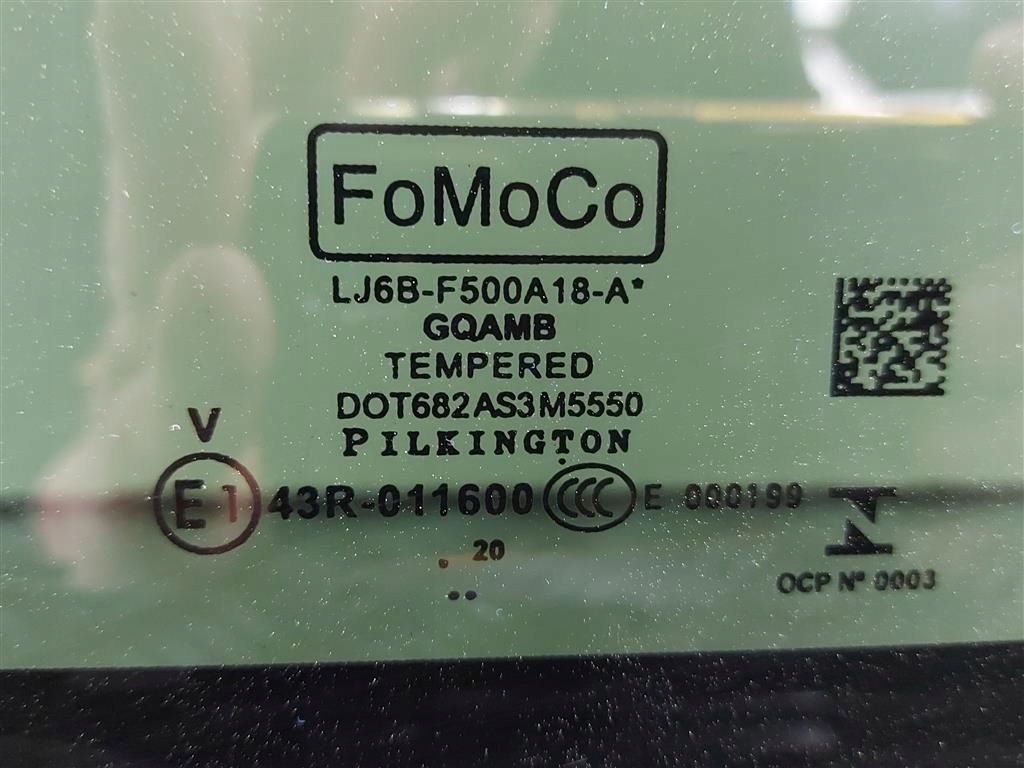 FoMoCo
LJ6B-F500A18-A*
GQAMB
TEMPERED
DOT682AS3M5550
PILKINGTON
V
E1 43R-011600 CCC E 000199
. 20
..
OCP Nº 0003